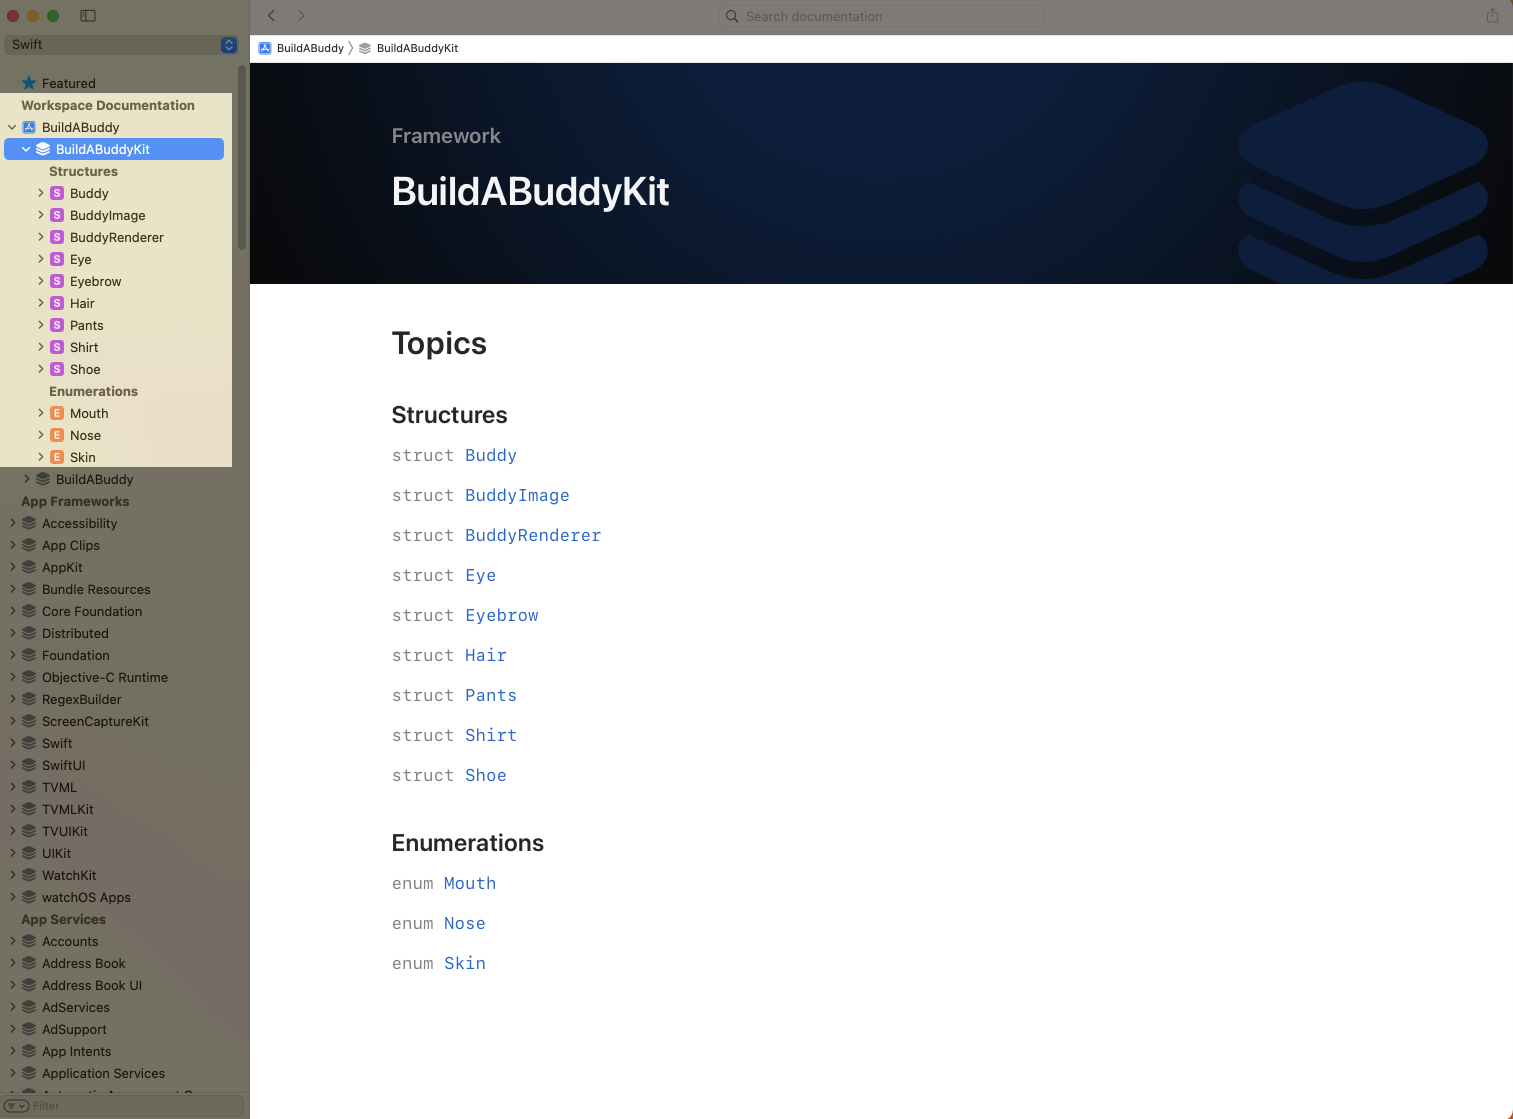 Swift
Featured
Workspace Documentation
BuildABuddy
BuildABuddyKit
Structures
S Buddy
S BuddyImage
S BuddyRenderer
S Eye
S Eyebrow
S Hair
S Pants
S Shirt
S Shoe
Enumerations
E Mouth
E Nose
E Skin
BuildABuddy
App Frameworks
Accessibility
App Clips
AppKit
Bundle Resources
Core Foundation
Distributed
Foundation
Objective-C Runtime
RegexBuilder
ScreenCaptureKit
Swift
SwiftUI
TVML
TVMLKit
TVUIKit
UIKit
WatchKit
watchOS Apps
App Services
Accounts
Address Book
Address Book UI
AdServices
AdSupport
App Intents
Application Services
Filter
Search documentation
BuildABuddy BuildABuddyKit
Framework
BuildABuddyKit
Topics
Structures
struct Buddy
struct BuddyImage
struct BuddyRenderer
struct Eye
struct Eyebrow
struct Hair
struct Pants
struct Shirt
struct Shoe
Enumerations
enum Mouth
enum Nose
enum Skin